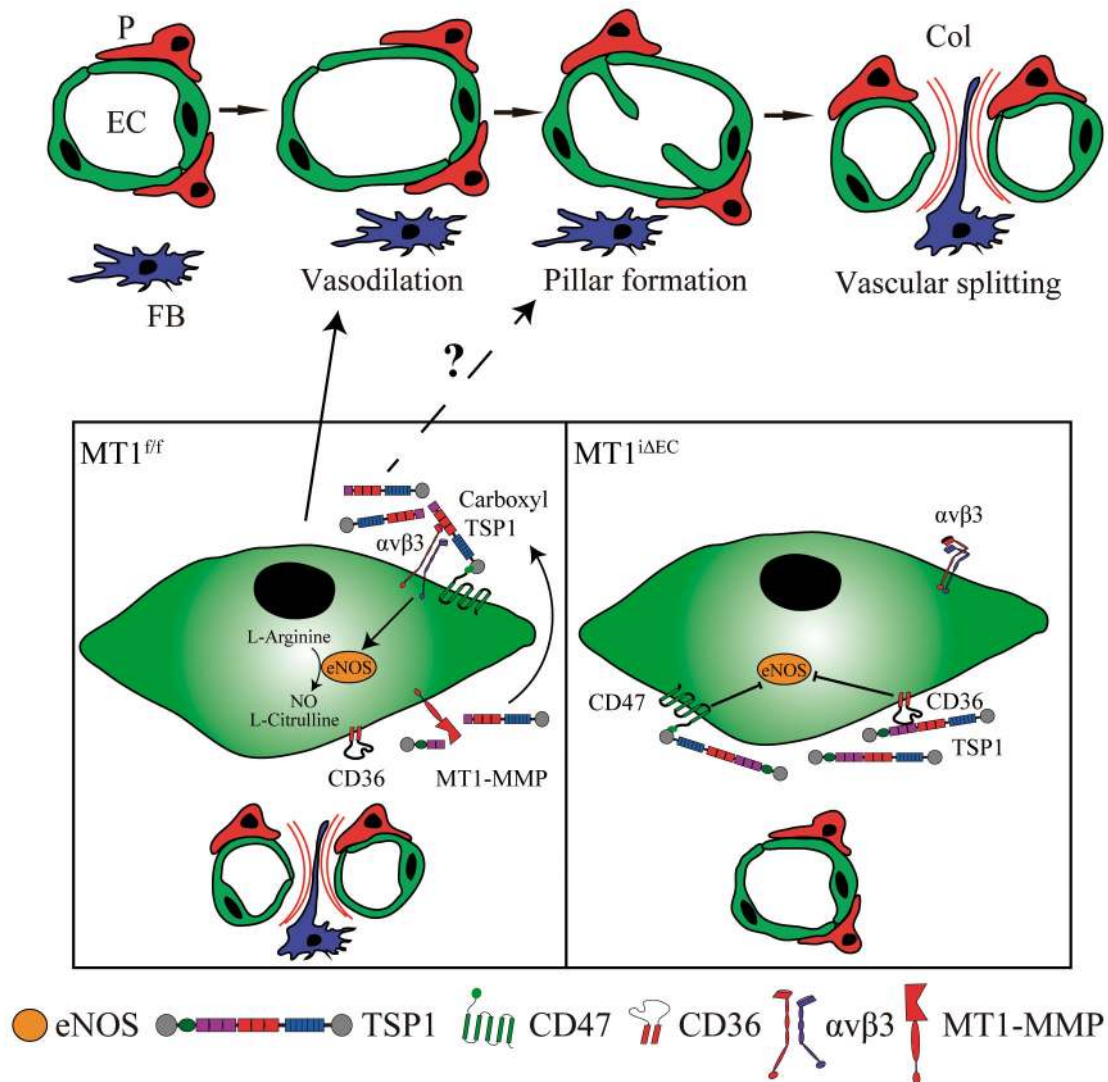 P
EC
FB
Col
Vasodilation
Pillar formation
Vascular splitting
?
MT1f/f
Carboxyl
TSP1
αvβ3
L-Arginine
eNOS
NO
L-Citrulline
CD36
MT1-MMP
MT1iΔEC
αvβ3
eNOS
CD47
CD36
TSP1
eNOS TSP1 CD47 CD36 αvβ3 MT1-MMP